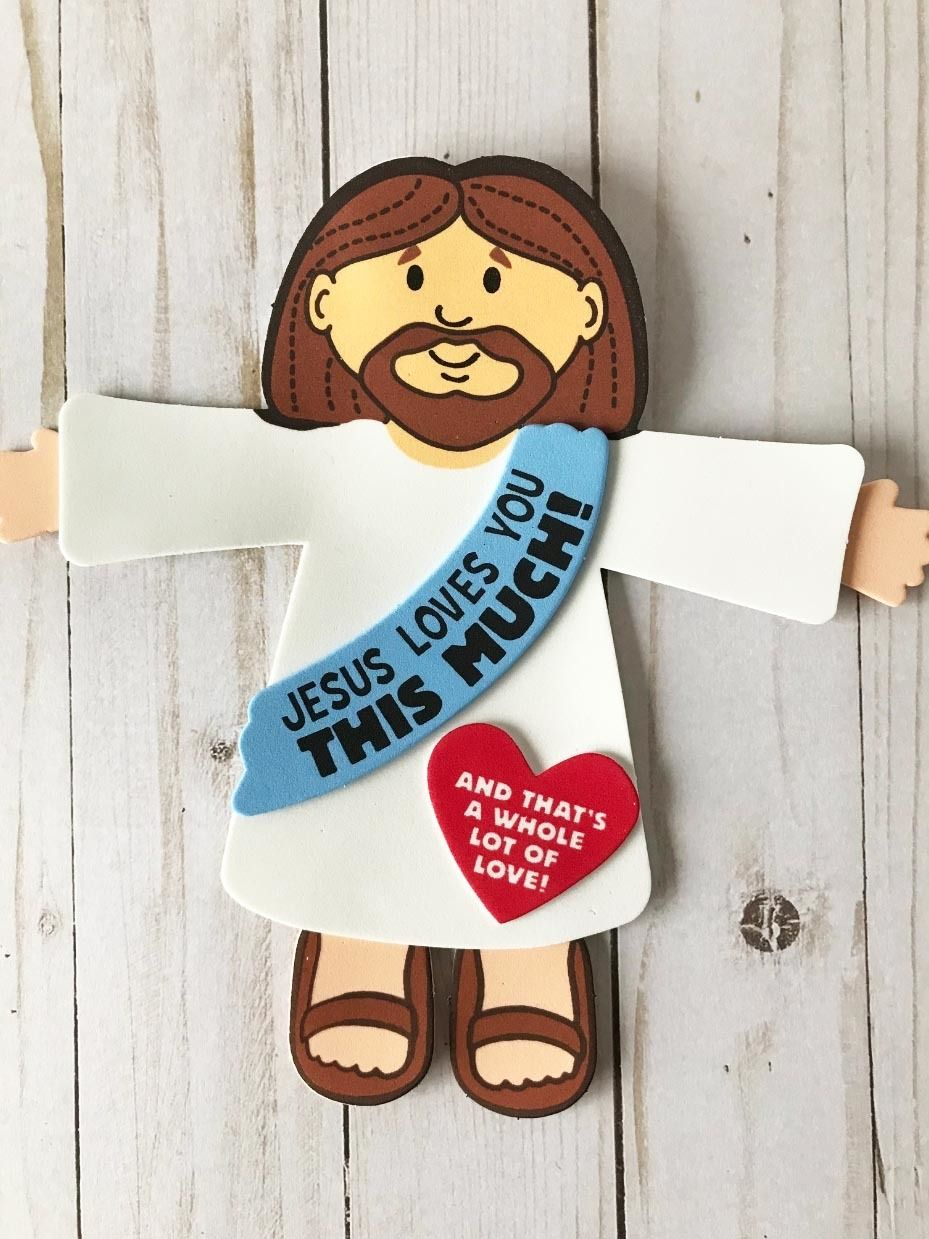 JESUS LOVES YOU
THIS MUCH!
AND THAT'S
A WHOLE
LOT OF
LOVE!